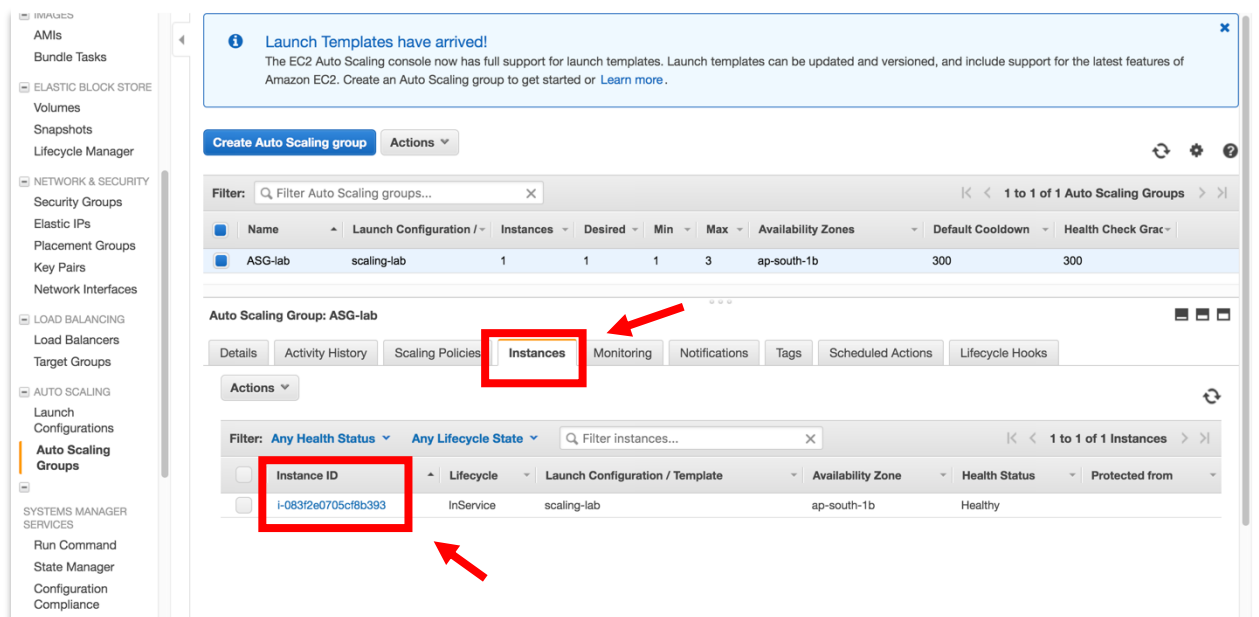 IMAGES
AMIs
Bundle Tasks
ELASTIC BLOCK STORE
Volumes
Snapshots
Lifecycle Manager
NETWORK & SECURITY
Security Groups
Elastic IPs
Placement Groups
Key Pairs
Network Interfaces
LOAD BALANCING
Load Balancers
Target Groups
AUTO SCALING
Launch
Configurations
Auto Scaling
Groups
SYSTEMS MANAGER
SERVICES
Run Command
State Manager
Configuration
Compliance
Launch Templates have arrived!
The EC2 Auto Scaling console now has full support for launch templates. Launch templates can be updated and versioned, and include support for the latest features of
Amazon EC2. Create an Auto Scaling group to get started or Learn more.
Create Auto Scaling group Actions
Filter: Filter Auto Scaling groups... 1 to 1 of 1 Auto Scaling Groups
Name Launch Configuration / Instances Desired Min Max Availability Zones Default Cooldown Health Check Grac
ASG-lab scaling-lab 1 1 1 3 ap-south-1b 300 300
Auto Scaling Group: ASG-lab
Details Activity History Scaling Policies Instances Monitoring Notifications Tags Scheduled Actions Lifecycle Hooks
Actions
Filter: Any Health Status Any Lifecycle State Filter instances... 1 to 1 of 1 Instances
Instance ID Lifecycle Launch Configuration / Template Availability Zone Health Status Protected from
i-083f2e0705cf8b393 InService scaling-lab ap-south-1b Healthy